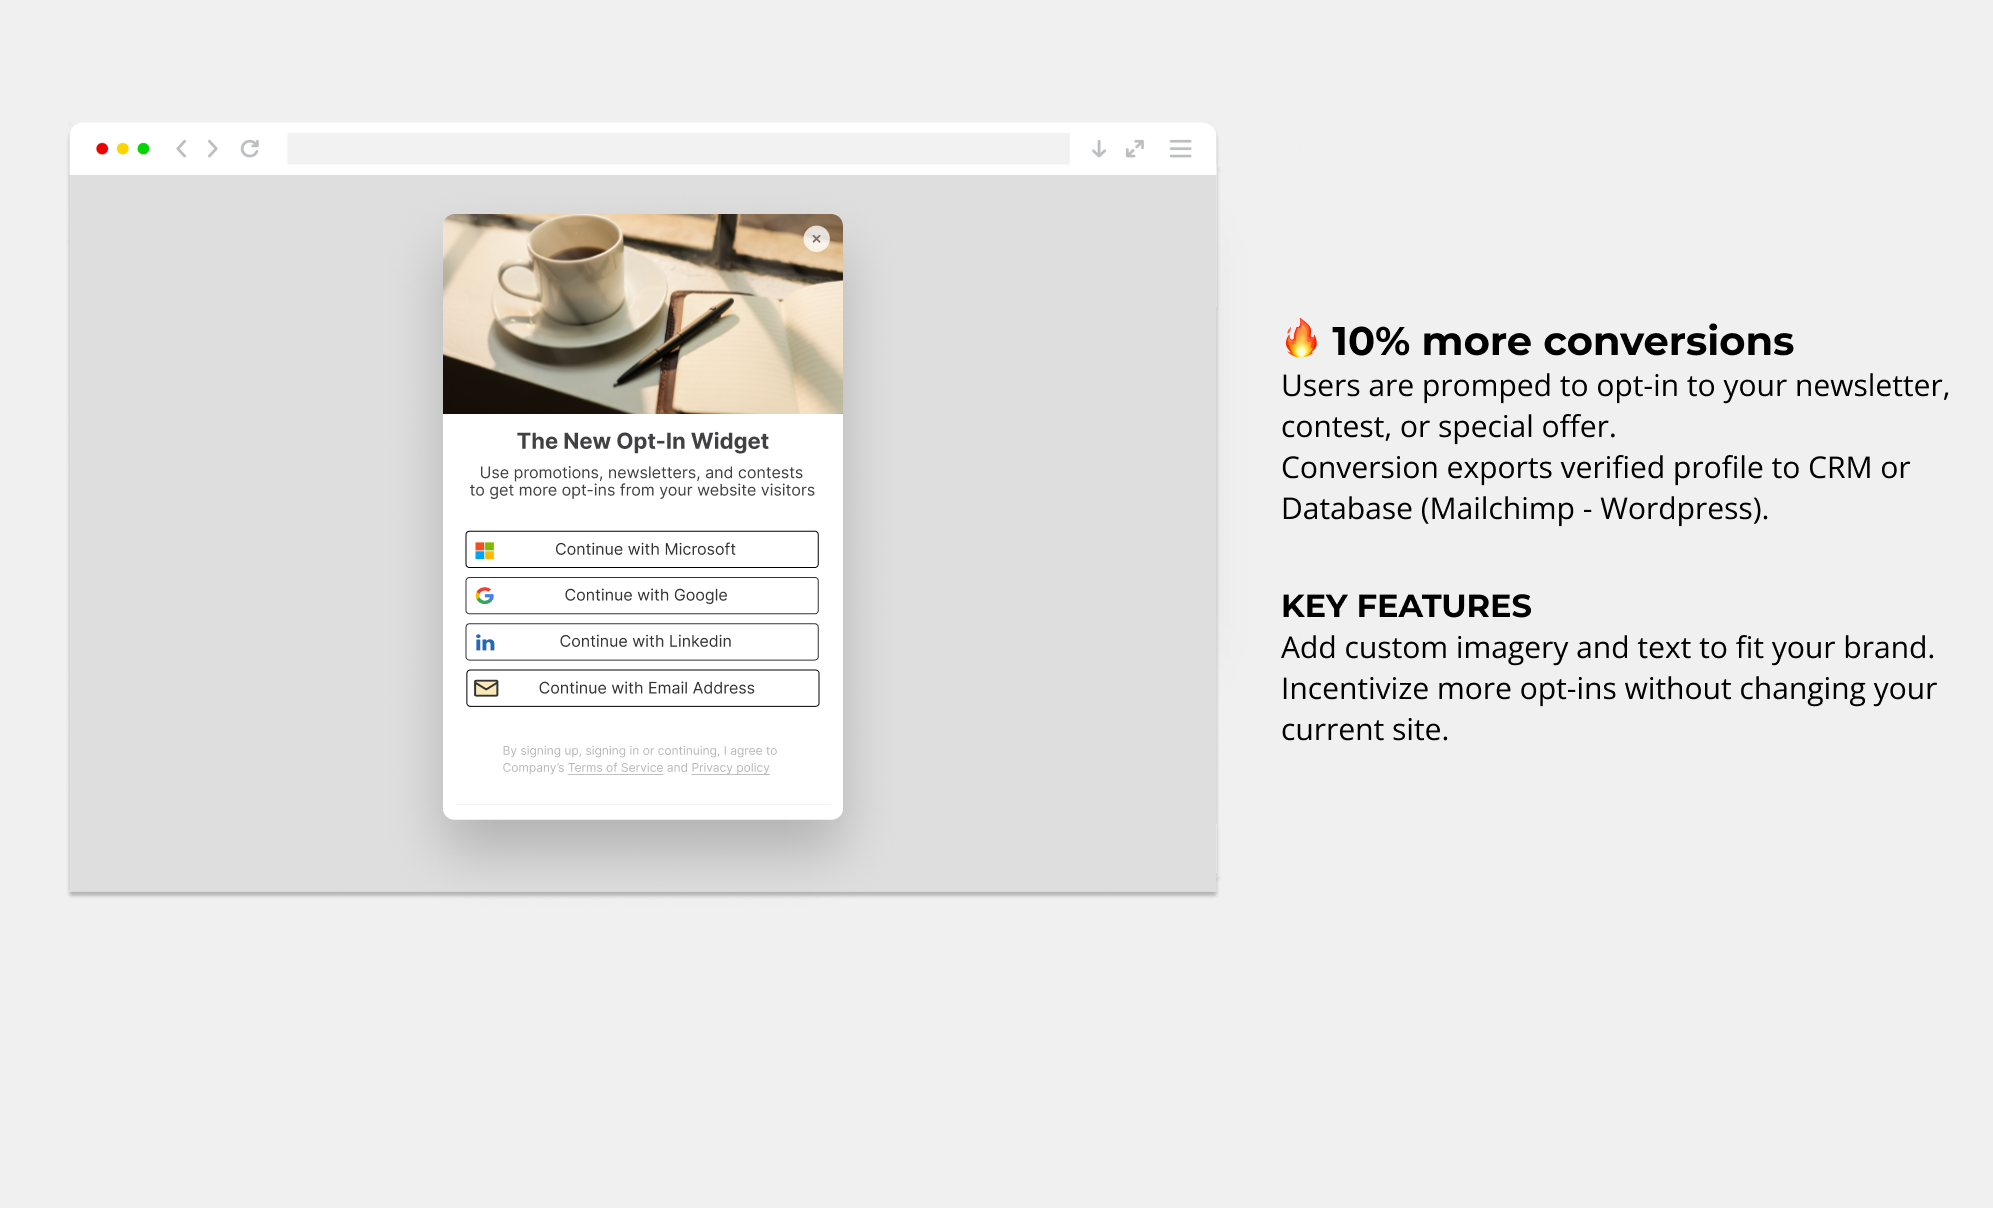 The New Opt-In Widget
Use promotions, newsletters, and contests
to get more opt-ins from your website visitors
Continue with Microsoft
Continue with Google
in Continue with Linkedin
Continue with Email Address
By signing up, signing in or continuing, I agree to
Company's Terms of Service and Privacy policy
🔥 10% more conversions
Users are promped to opt-in to your newsletter,
contest, or special offer.
Conversion exports verified profile to CRM or
Database (Mailchimp - Wordpress).
KEY FEATURES
Add custom imagery and text to fit your brand.
Incentivize more opt-ins without changing your
current site.